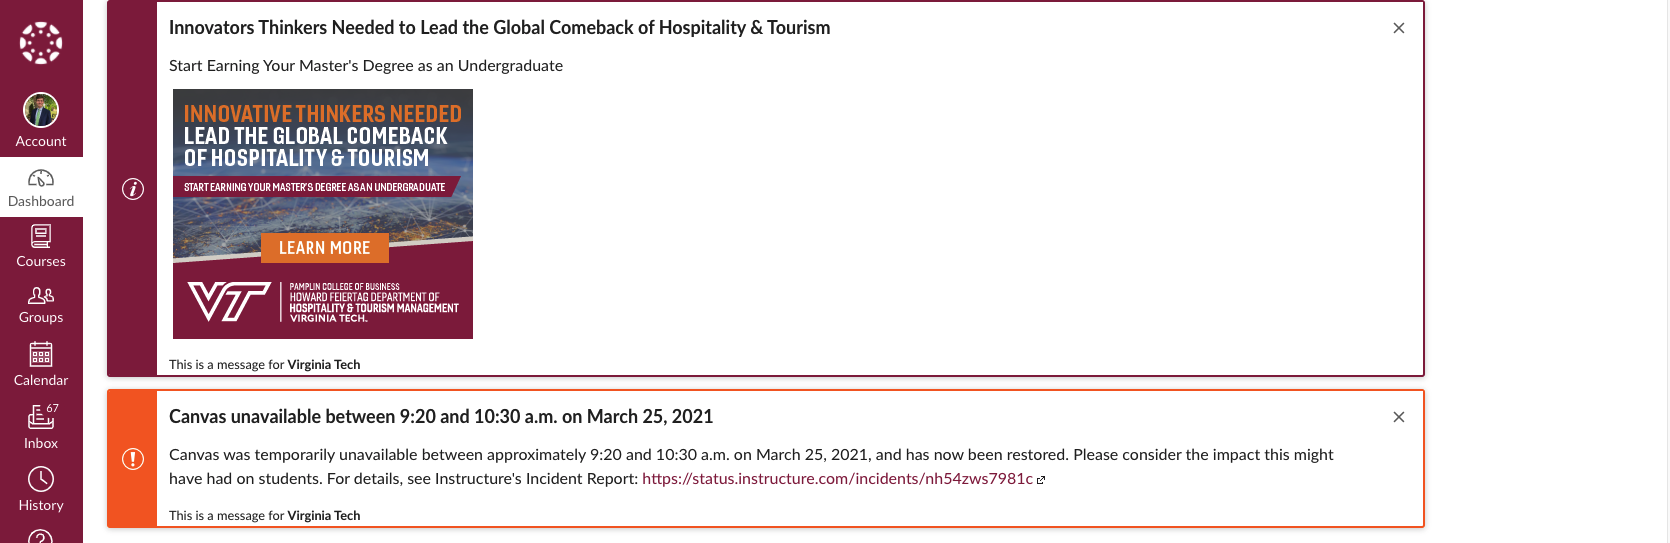 Account
Dashboard
Courses
Groups
Calendar
67
Inbox
History
Innovators Thinkers Needed to Lead the Global Comeback of Hospitality & Tourism
Start Earning Your Master's Degree as an Undergraduate
INNOVATIVE THINKERS NEEDED
LEAD THE GLOBAL COMEBACK
OF HOSPITALITY & TOURISM
START EARNING YOUR MASTER'S DEGREE AS AN UNDERGRADUATE
LEARN MORE
VT
PAMPLIN COLLEGE OF BUSINESS
HOWARD FEIERTAG DEPARTMENT OF
HOSPITALITY & TOURISM MANAGEMENT
VIRGINIA TECH.
This is a message for Virginia Tech
Canvas unavailable between 9:20 and 10:30 a.m. on March 25, 2021
Canvas was temporarily unavailable between approximately 9:20 and 10:30 a.m. on March 25, 2021, and has now been restored. Please consider the impact this might
have had on students. For details, see Instructure's Incident Report: https://status.instructure.com/incidents/nh54zws7981c
This is a message for Virginia Tech